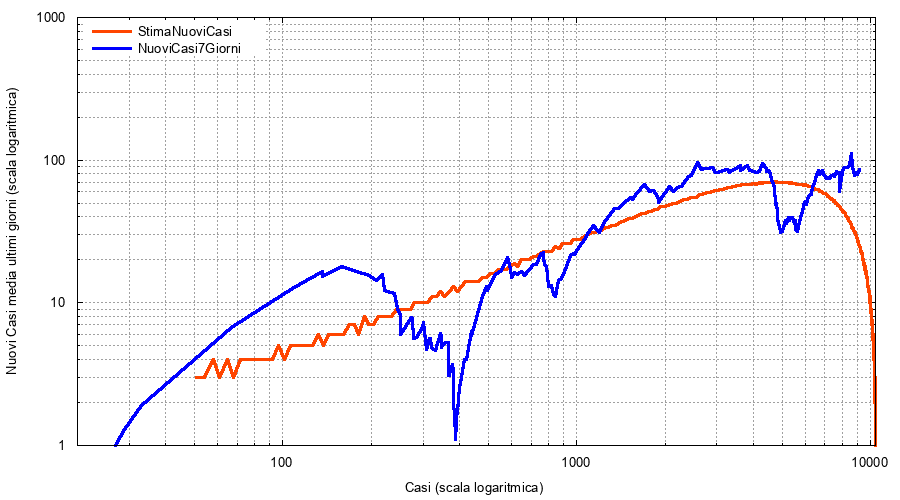 1000
StimaNuoviCasi
NuoviCasi7Giorni
100
10
1
100
1000
10000
Nuovi Casi media ultimi giorni (scala logaritmica)
Casi (scala logaritmica)